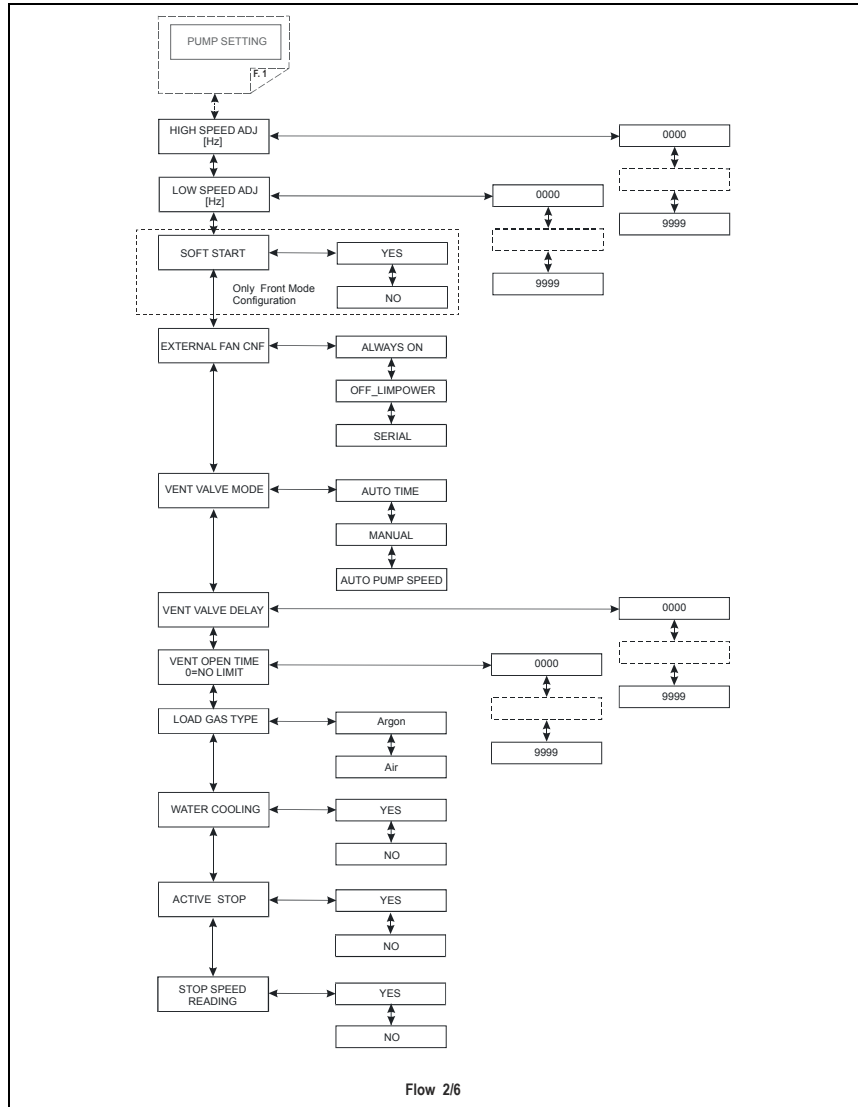 PUMP SETTING
F. 1
HIGH SPEED ADJ
[Hz]
0000
9999
LOW SPEED ADJ
[Hz]
0000
9999
SOFT START
YES
NO
Only Front Mode
Configuration
EXTERNAL FAN CNF
ALWAYS ON
OFF_LIMPOWER
SERIAL
VENT VALVE MODE
AUTO TIME
MANUAL
AUTO PUMP SPEED
VENT VALVE DELAY
0000
9999
VENT OPEN TIME
0=NO LIMIT
0000
9999
LOAD GAS TYPE
Argon
Air
WATER COOLING
YES
NO
ACTIVE STOP
YES
NO
STOP SPEED
READING
YES
NO
Flow 2/6